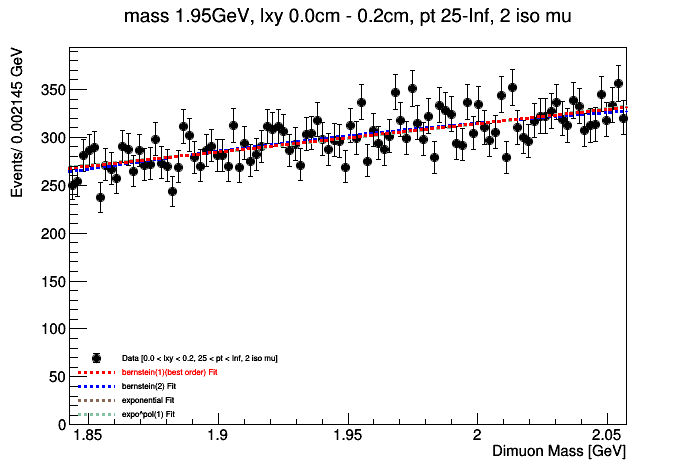 mass 1.95GeV, lxy 0.0cm - 0.2cm, pt 25-Inf, 2 iso mu
Events/ 0.002145 GeV
350
300
250
200
150
100
50
0
Data [0.0 < lxy < 0.2, 25 < pt < Inf, 2 iso mu]
bernstein(1)(best order) Fit
bernstein(2) Fit
exponential Fit
expo*pol(1) Fit
1.85 1.9 1.95 2 2.05
Dimuon Mass [GeV]